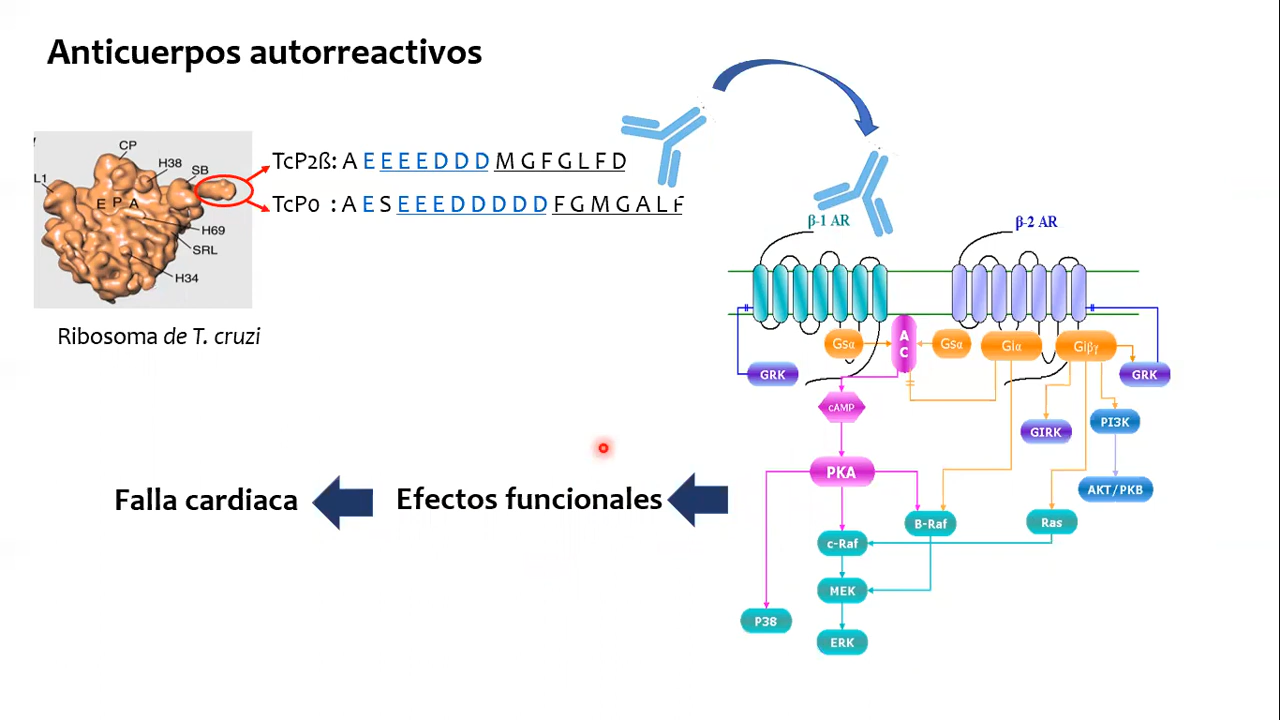 Anticuerpos autorreactivos
CP
H38
SB
L1
E P A
H69
SRL
H34
Ribosoma de T. cruzi
TcP2ß: A E E E E E D D D M G F G L F D
TcP0 : A E S E E E D D D D D F G M G A L F
β-1 AR
β-2 AR
Gsα
AC
Gsα
Giα
Giβγ
GRK
GRK
cAMP
GIRK
PI3K
PKA
AKT/PKB
B-Raf
Ras
c-Raf
MEK
P38
ERK
Efectos funcionales
Falla cardiaca